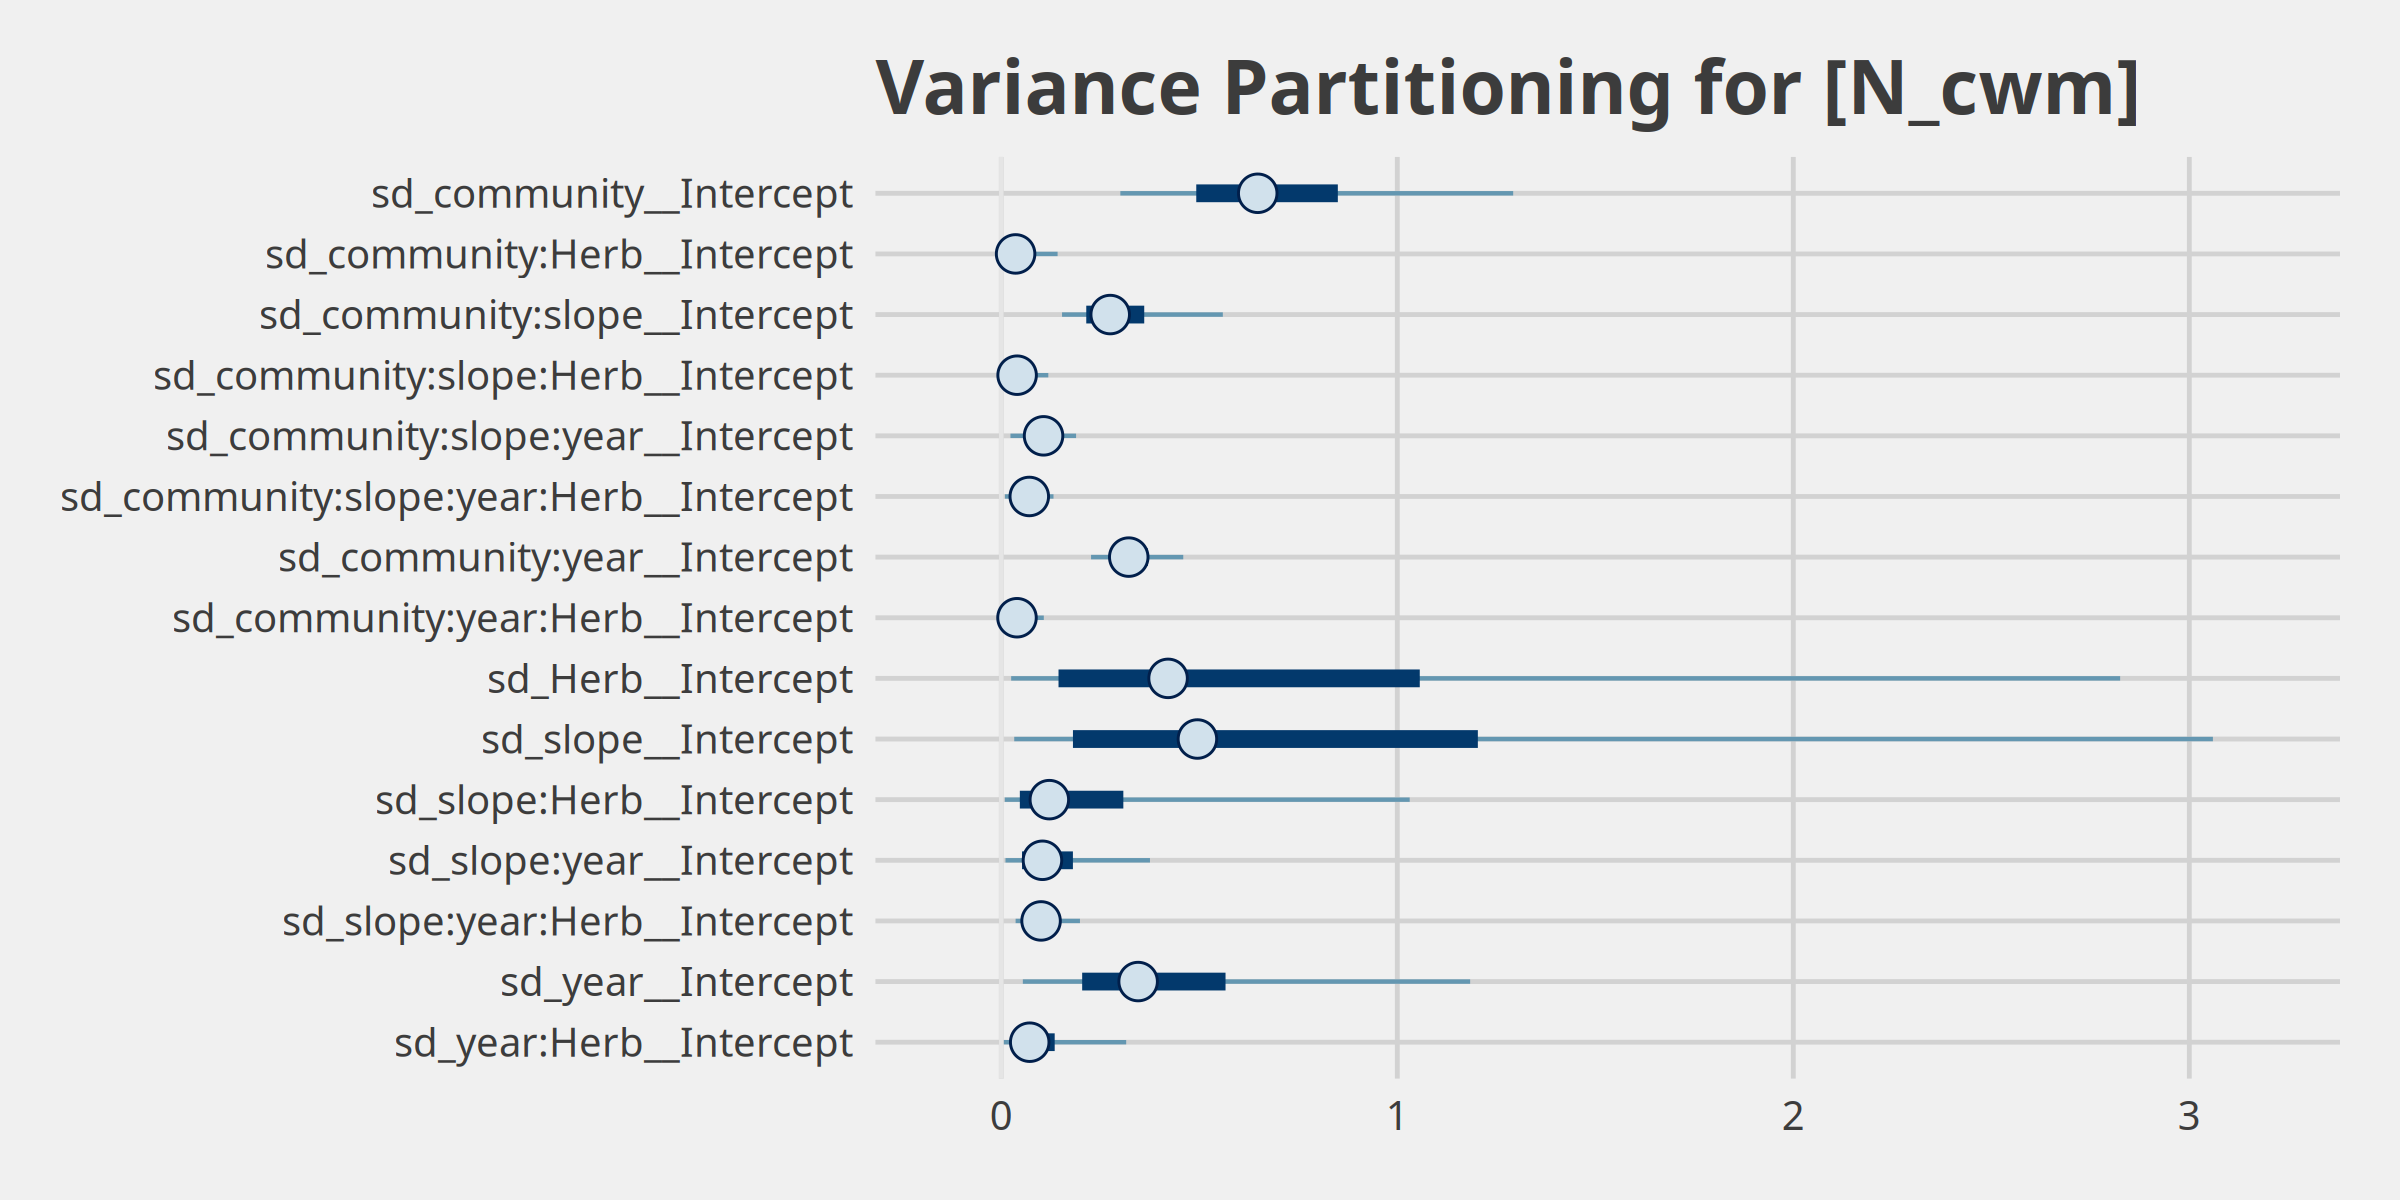 Variance Partitioning for [N_cwm]
sd_community__Intercept
sd_community:Herb__Intercept
sd_community:slope__Intercept
sd_community:slope:Herb__Intercept
sd_community:slope:year__Intercept
sd_community:slope:year:Herb__Intercept
sd_community:year__Intercept
sd_community:year:Herb__Intercept
sd_Herb__Intercept
sd_slope__Intercept
sd_slope:Herb__Intercept
sd_slope:year__Intercept
sd_slope:year:Herb__Intercept
sd_year__Intercept
sd_year:Herb__Intercept
0 1 2 3